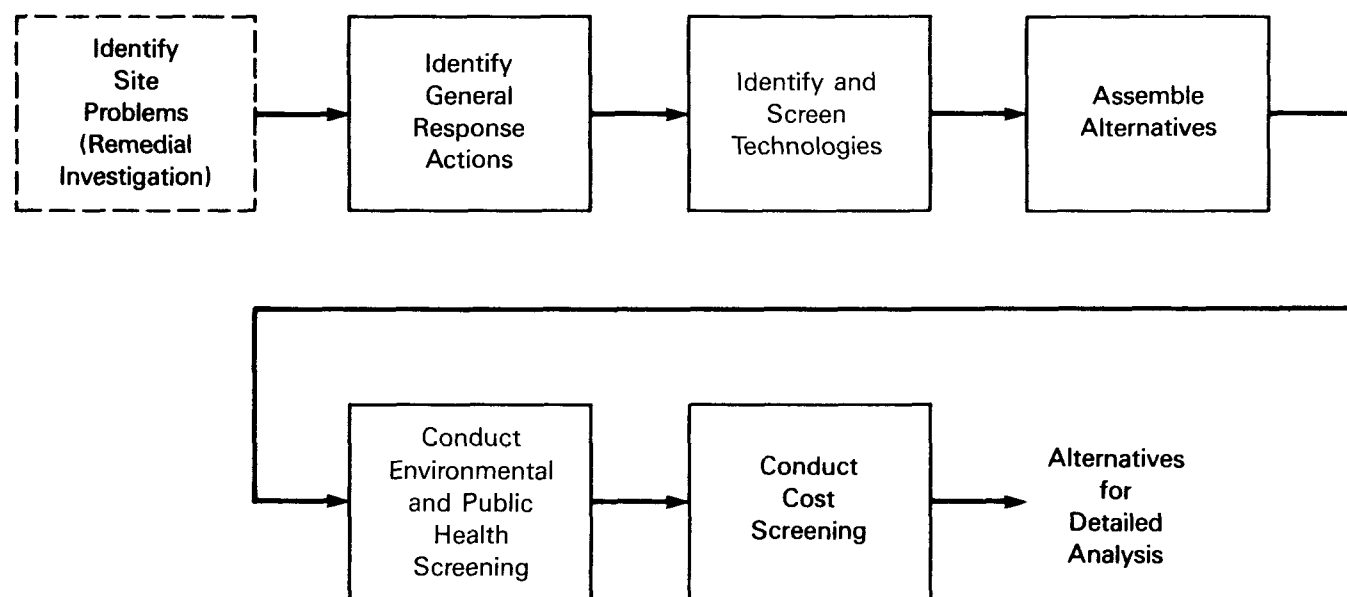 Identify
Site
Problems
(Remedial
Investigation)
Identify
General
Response
Actions
Identify and
Screen
Technologies
Assemble
Alternatives
Conduct
Environmental
and Public
Health
Screening
Conduct
Cost
Screening
Alternatives
for
Detailed
Analysis